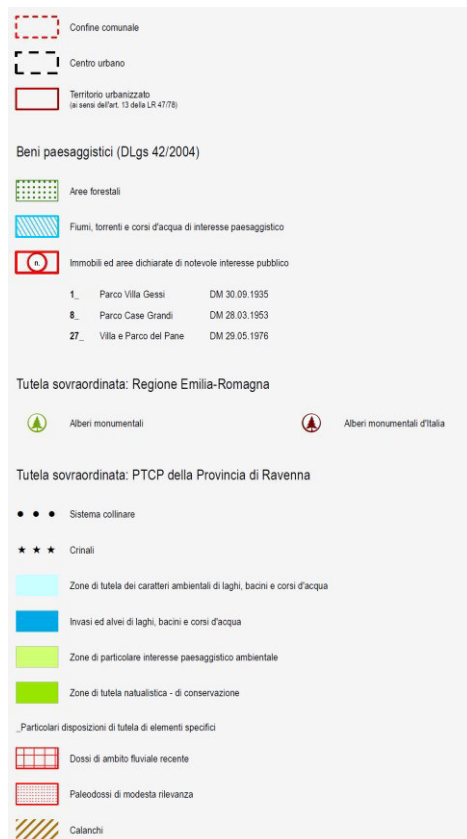 Confine comunale
Centro urbano
Territorio urbanizzato
(ai sensi dell'art. 13 della LR 47/78)
Beni paesaggistici (DLgs 42/2004)
Aree forestali
Fiumi, torrenti e corsi d'acqua di interesse paesaggistico
n.
Immobili ed aree dichiarate di notevole interesse pubblico
1_ Parco Villa Gessi DM 30.09.1935
8_ Parco Case Grandi DM 28.03.1953
27_ Villa e Parco del Pane DM 29.05.1976
Tutela sovraordinata: Regione Emilia-Romagna
Alberi monumentali Alberi monumentali d'Italia
Tutela sovraordinata: PTCP della Provincia di Ravenna
Sistema collinare
Crinali
Zone di tutela dei caratteri ambientali di laghi, bacini e corsi d'acqua
Invasi ed alvei di laghi, bacini e corsi d'acqua
Zone di particolare interesse paesaggistico ambientale
Zone di tutela natualistica - di conservazione
_Particolari disposizioni di tutela di elementi specifici
Dossi di ambito fluviale recente
Paleodossi di modesta rilevanza
Calanchi